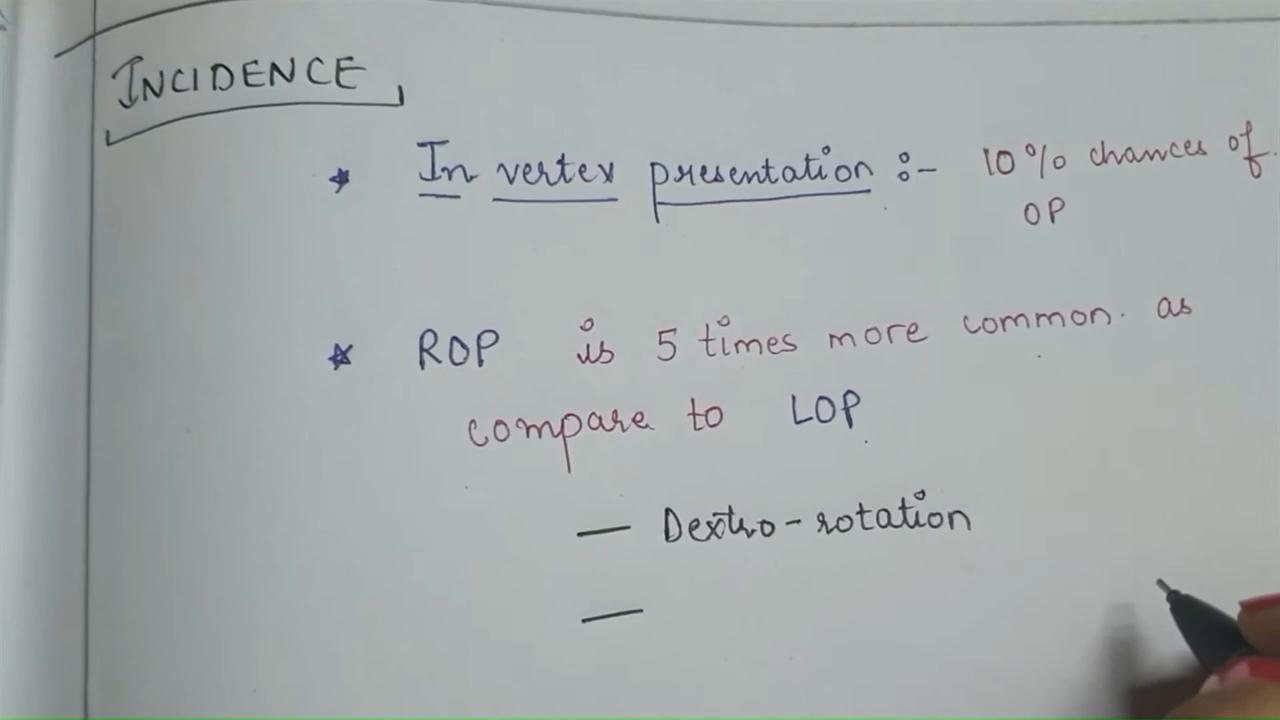 INCIDENCE
In vertex presentation :- 10% chances of
OP
ROP is 5 times more common. as
compare to LOP
— Dextro-rotation
—